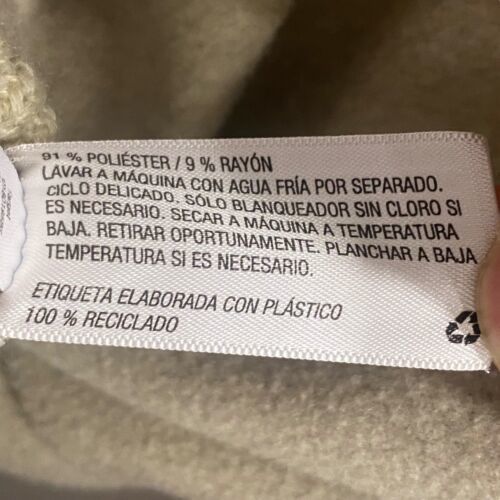 91 % POLIÉSTER / 9 % RAYÓN
LAVAR A MÁQUINA CON AGUA FRÍA POR SEPARADO.
CICLO DELICADO. SÓLO BLANQUEADOR SIN CLORO SI
ES NECESARIO. SECAR A MÁQUINA A TEMPERATURA
BAJA. RETIRAR OPORTUNAMENTE. PLANCHAR A BAJA
TEMPERATURA SI ES NECESARIO.
ETIQUETA ELABORADA CON PLÁSTICO
100 % RECICLADO